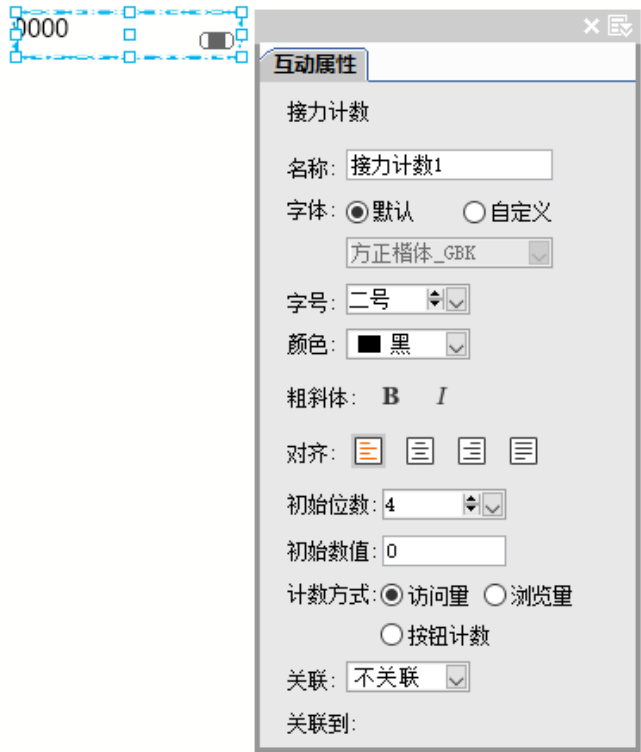 0000
互动属性
接力计数
名称: 接力计数1
字体: 默认 自定义
方正楷体_GBK
字号: 二号
颜色: 黑
粗斜体: B I
对齐:
初始位数: 4
初始数值: 0
计数方式: 访问量 浏览量
按钮计数
关联: 不关联
关联到: